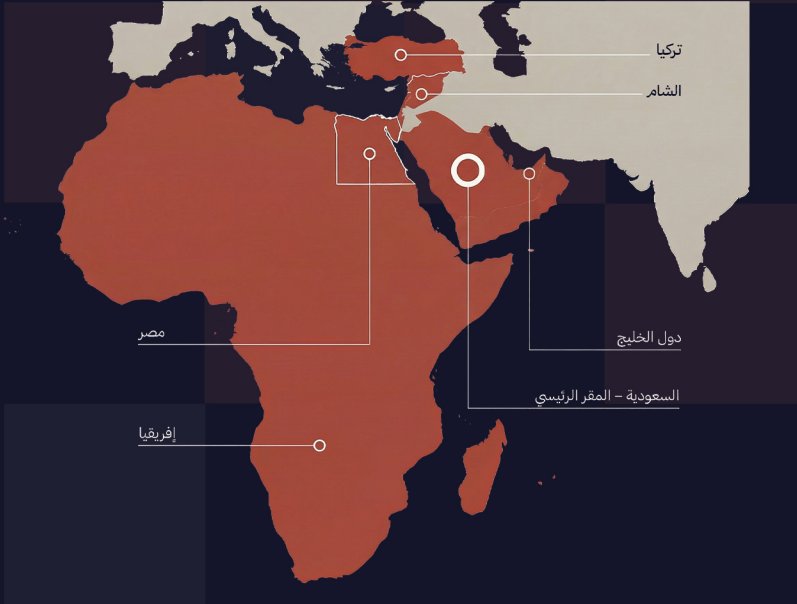 تركيا
الشام
مصر
دول الخليج
السعودية – المقر الرئيسي
إفريقيا